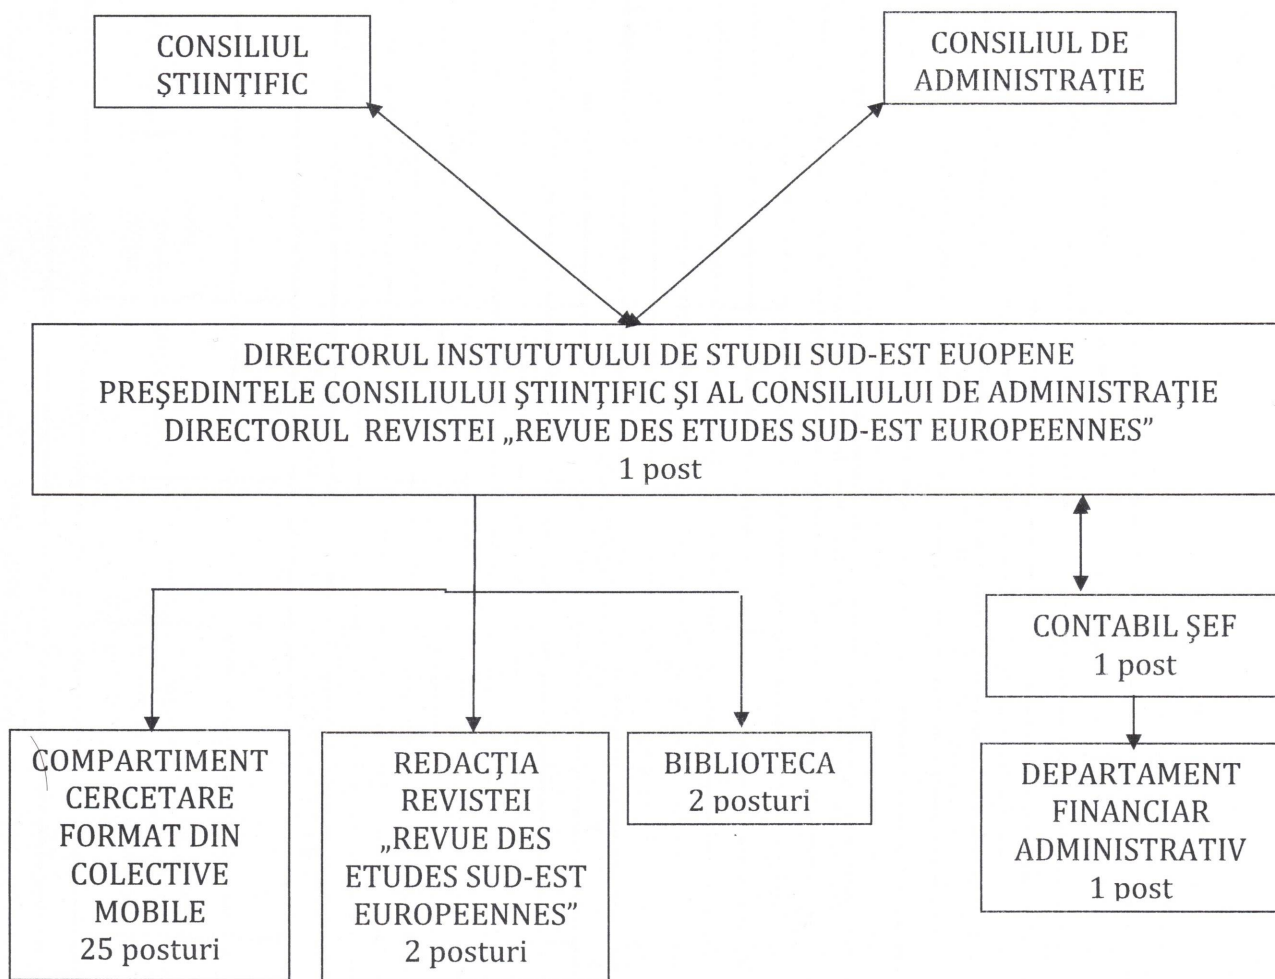 CONSILIUL
ŞTIINŢIFIC
CONSILIUL DE
ADMINISTRAŢIE
DIRECTORUL INSTUTUTULUI DE STUDII SUD-EST EUOPENE
PREŞEDINTELE CONSILIULUI ŞTIINŢIFIC ŞI AL CONSILIULUI DE ADMINISTRAŢIE
DIRECTORUL REVISTEI „REVUE DES ETUDES SUD-EST EUROPEENNES”
1 post
COMPARTIMENT
CERCETARE
FORMAT DIN
COLECTIVE
MOBILE
25 posturi
REDACŢIA
REVISTEI
„REVUE DES
ETUDES SUD-EST
EUROPEENNES”
2 posturi
BIBLIOTECA
2 posturi
CONTABIL ŞEF
1 post
DEPARTAMENT
FINANCIAR
ADMINISTRATIV
1 post